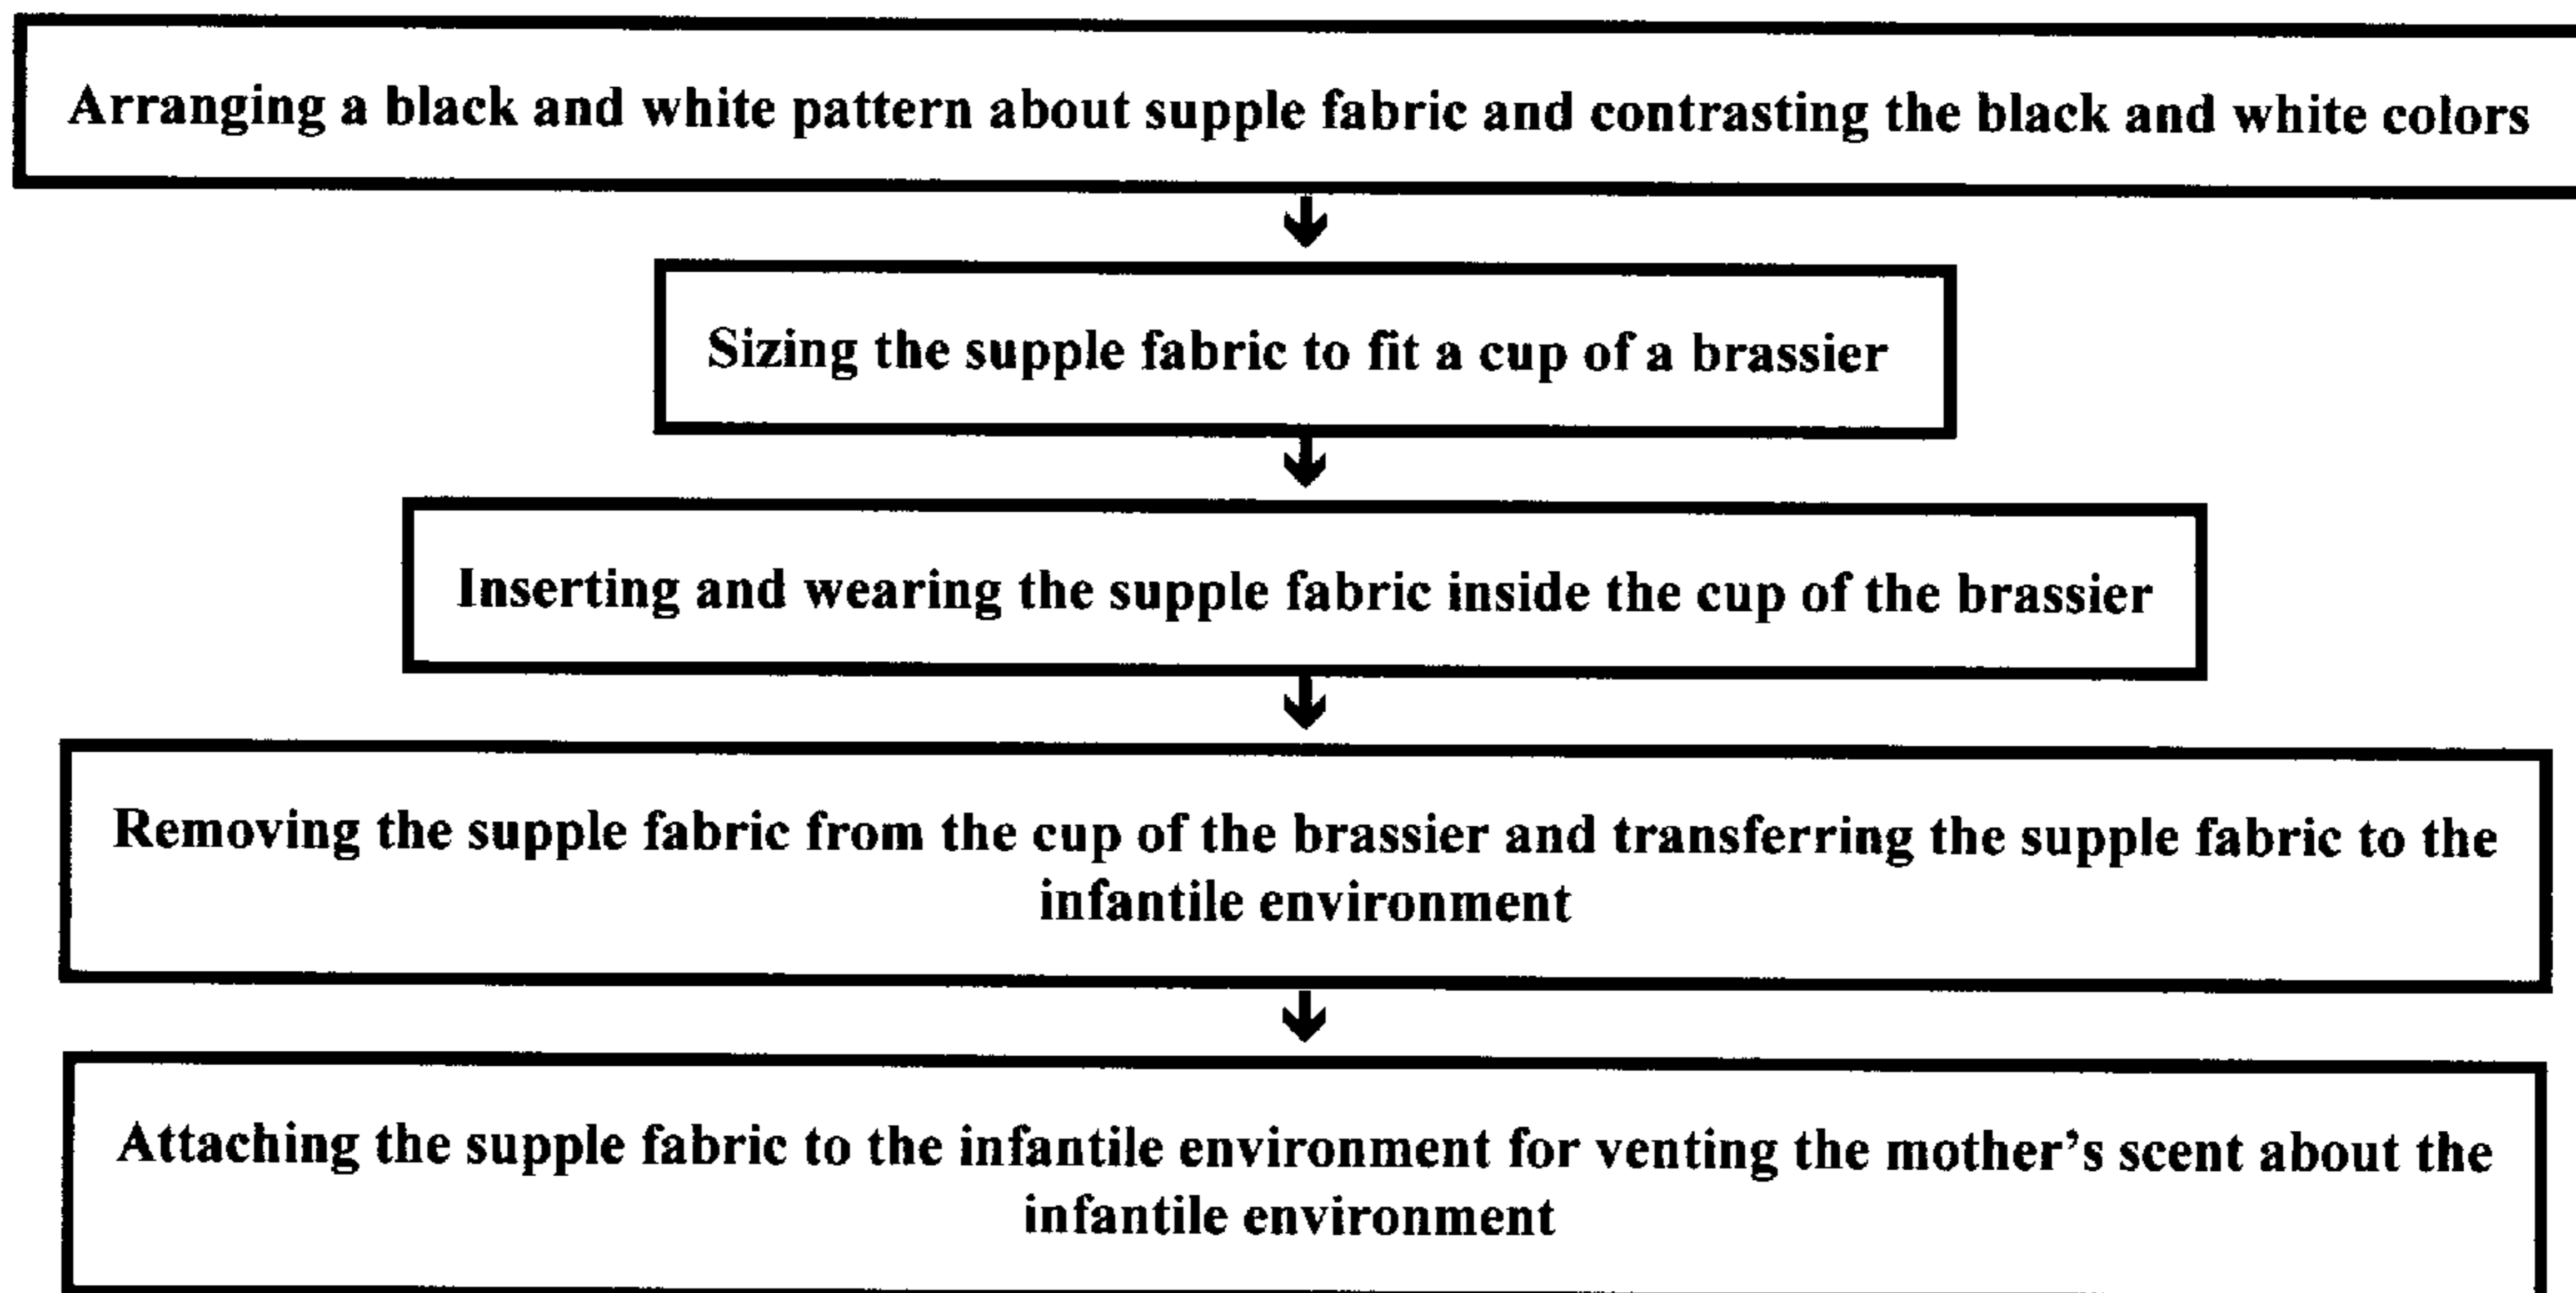 Arranging a black and white pattern about supple fabric and contrasting the black and white colors
Sizing the supple fabric to fit a cup of a brassier
Inserting and wearing the supple fabric inside the cup of the brassier
Removing the supple fabric from the cup of the brassier and transferring the supple fabric to the
infantile environment
Attaching the supple fabric to the infantile environment for venting the mother's scent about the
infantile environment